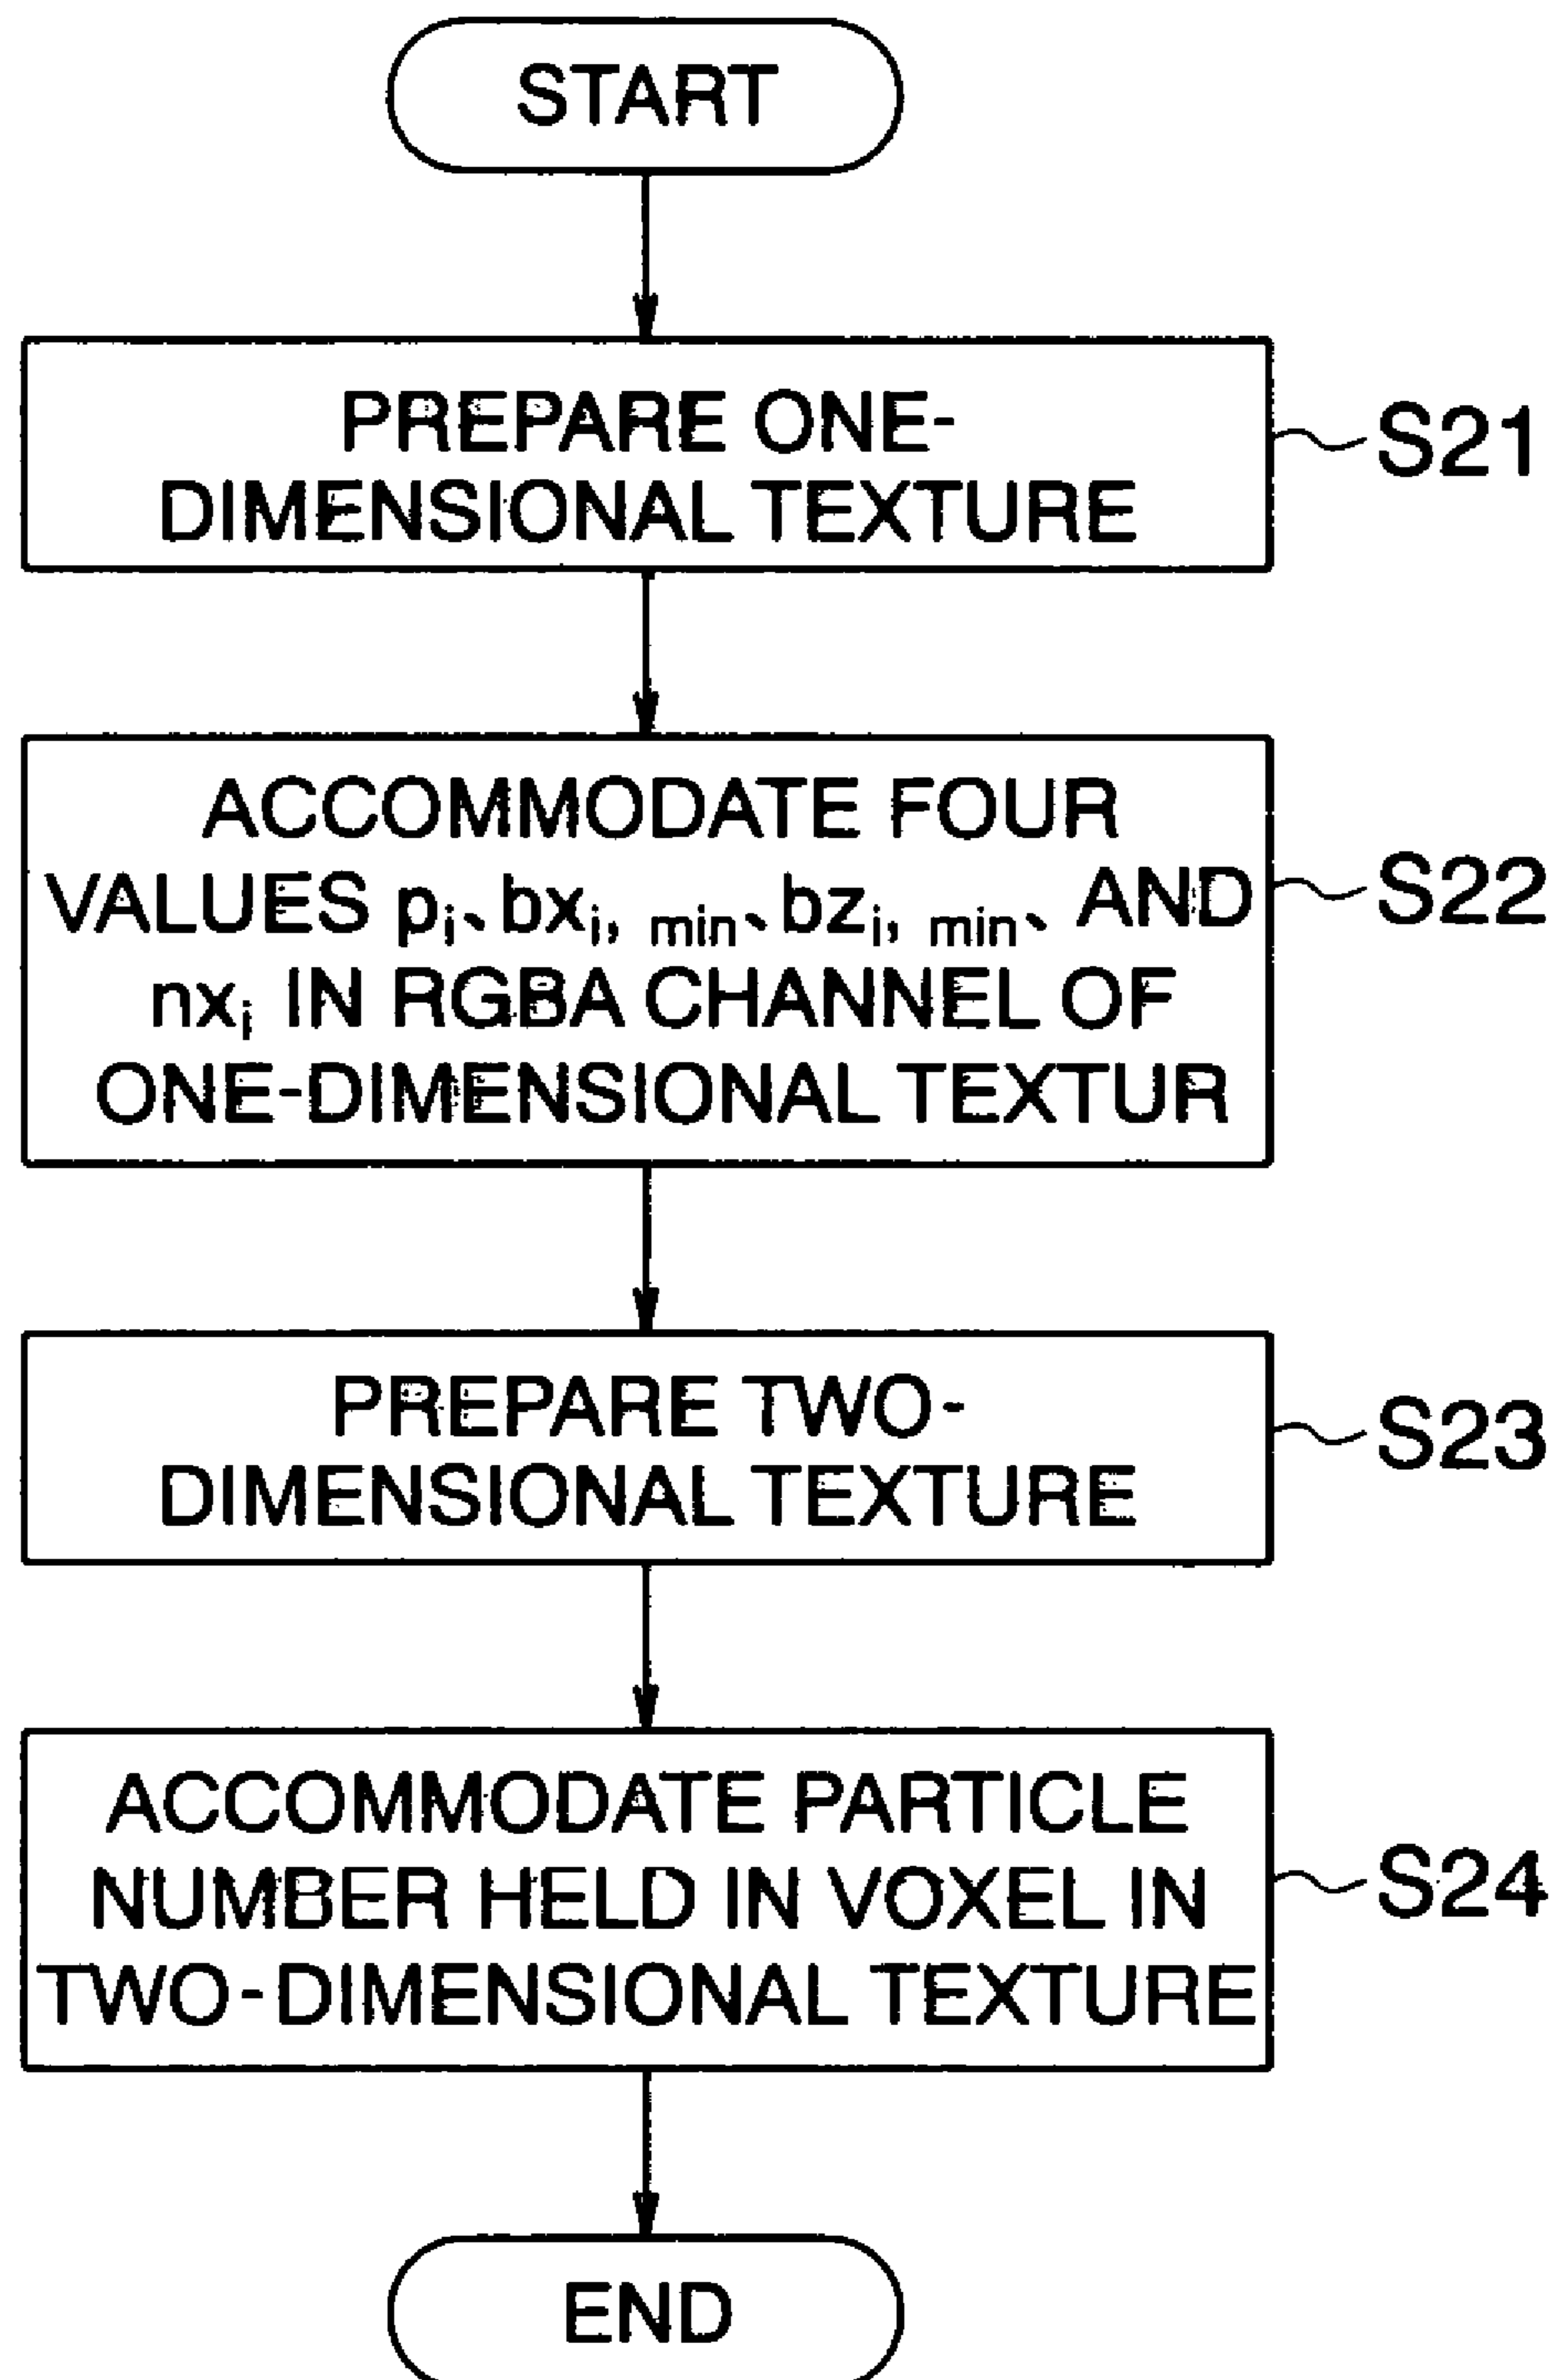 START
PREPARE ONE-
DIMENSIONAL TEXTURE
S21
ACCOMMODATE FOUR
VALUES pi、bxi, min、bzi, min、 AND
nxi IN RGBA CHANNEL OF
ONE-DIMENSIONAL TEXTUR
S22
PREPARE TWO-
DIMENSIONAL TEXTURE
S23
ACCOMMODATE PARTICLE
NUMBER HELD IN VOXEL IN
TWO-DIMENSIONAL TEXTURE
S24
END